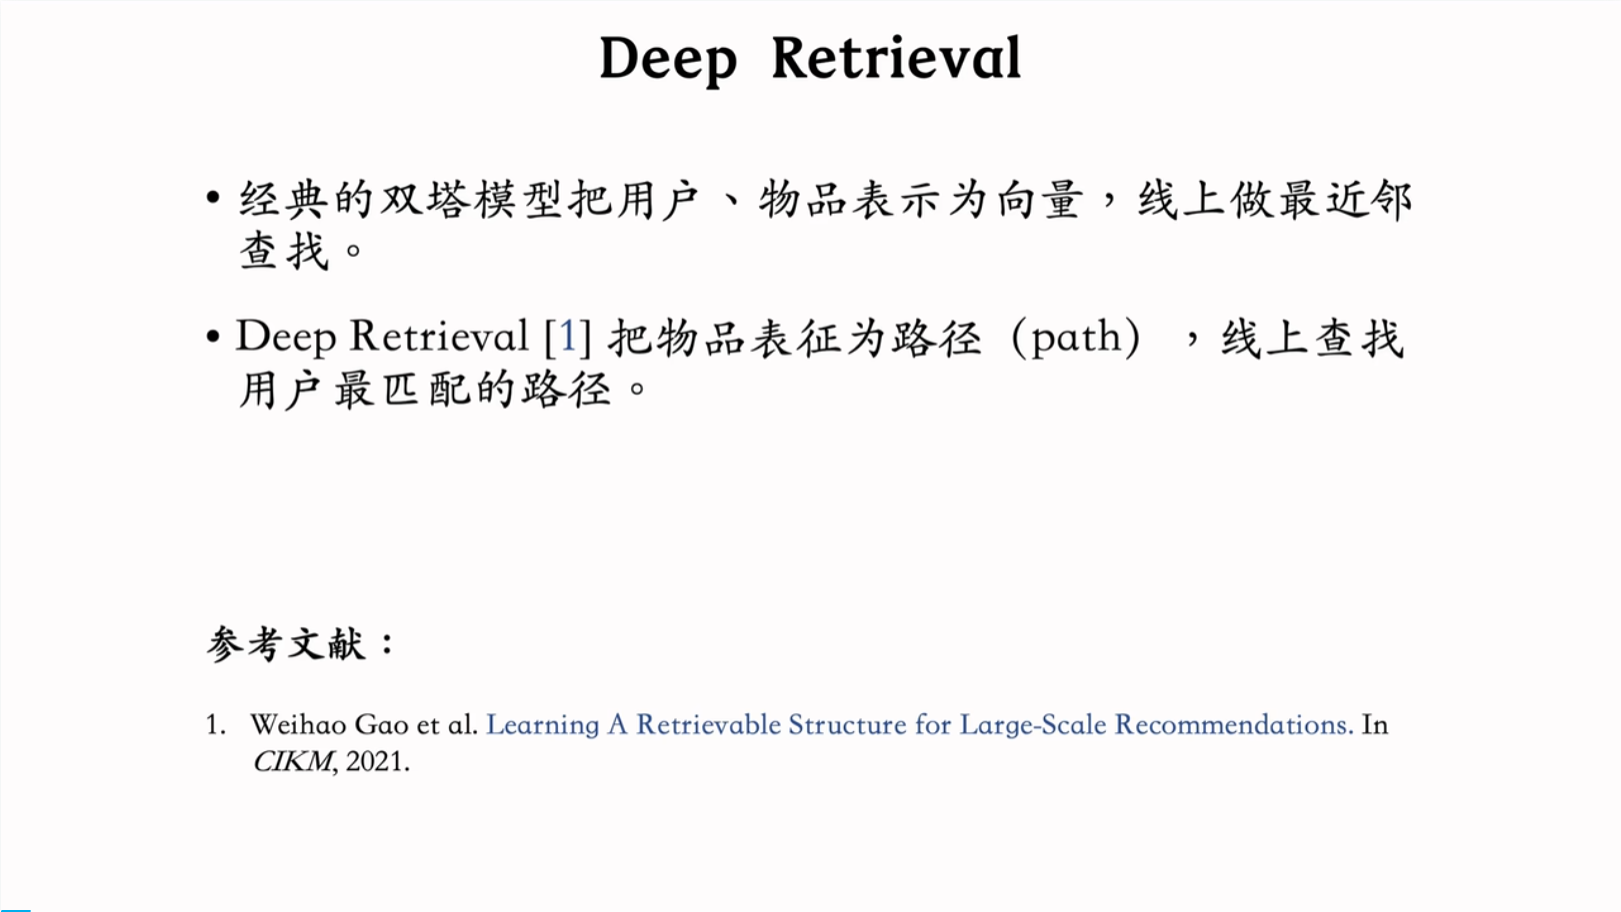 Deep Retrieval
• 经典的双塔模型把用户、物品表示为向量，线上做最近邻
查找。
• Deep Retrieval [1] 把物品表征为路径（path），线上查找
用户最匹配的路径。
参考文献：
1. Weihao Gao et al. Learning A Retrievable Structure for Large-Scale Recommendations. In
CIKM, 2021.